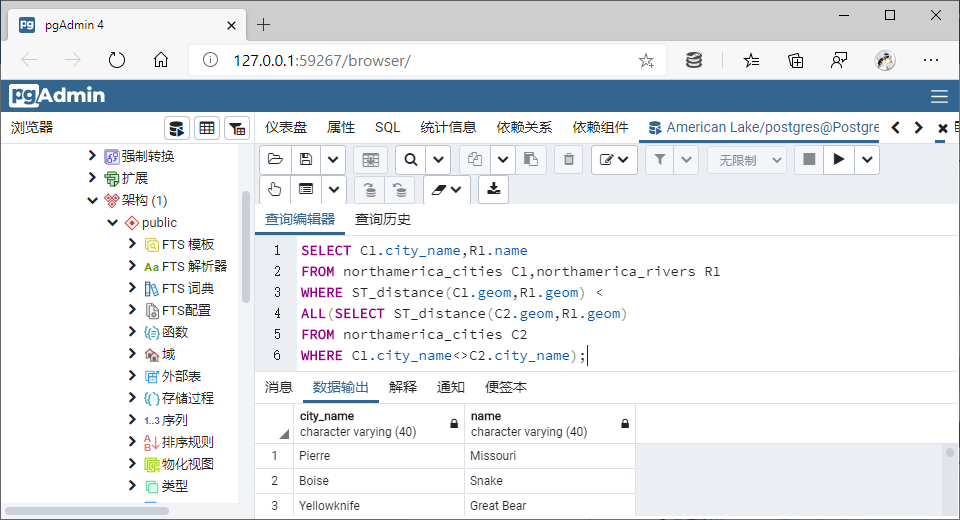 pgAdmin 4
127.0.0.1:59267/browser/
pgAdmin
浏览器
仪表盘 属性 SQL 统计信息 依赖关系 依赖组件 American Lake/postgres@Postgre
强制转换
扩展
架构 (1)
public
FTS 模板
FTS 解析器
FTS 词典
FTS配置
函数
域
外部表
存储过程
1..3 序列
排序规则
物化视图
类型
无限制
查询编辑器 查询历史
1 SELECT C1.city_name,R1.name
2 FROM northamerica_cities C1,northamerica_rivers R1
3 WHERE ST_distance(C1.geom,R1.geom) <
4 ALL(SELECT ST_distance(C2.geom,R1.geom)
5 FROM northamerica_cities C2
6 WHERE C1.city_name<>C2.city_name);
消息 数据输出 解释 通知 便签本
city_name name
character varying (40) character varying (40)
1 Pierre Missouri
2 Boise Snake
3 Yellowknife Great Bear